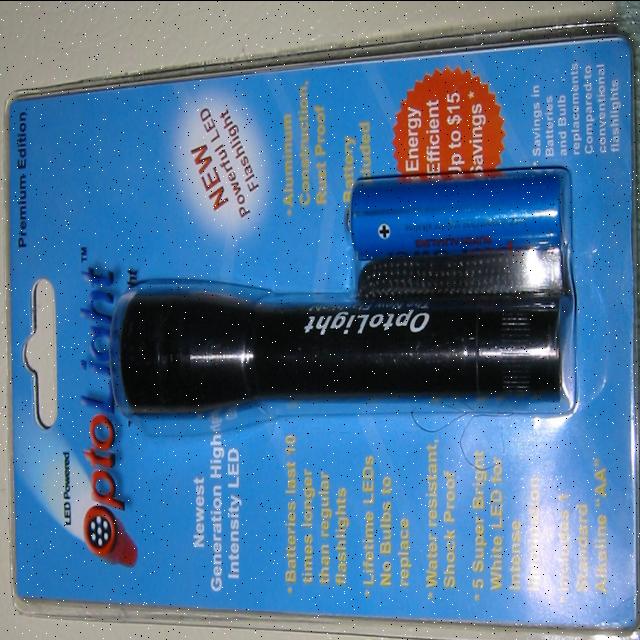 Premium Edition
LED Powered
OptoLight™
NEW
Powerful LED
Flashlight
• Aluminum
Construction,
Rust Proof
Battery
Energy
Efficient
Up to $15
Savings*
Savings in
Batteries
and Bulb
replacements
Compared to
conventional
flashlights
OptoLight
Newest
Generation High
Intensity LED
• Batteries last 10
times longer
than regular
flashlights
• Lifetime LEDs
No Bulbs to
replace
• Water resistant,
Shock Proof
• 5 Super Bright
White LED for
intense
Standard
Alkaline "AA"